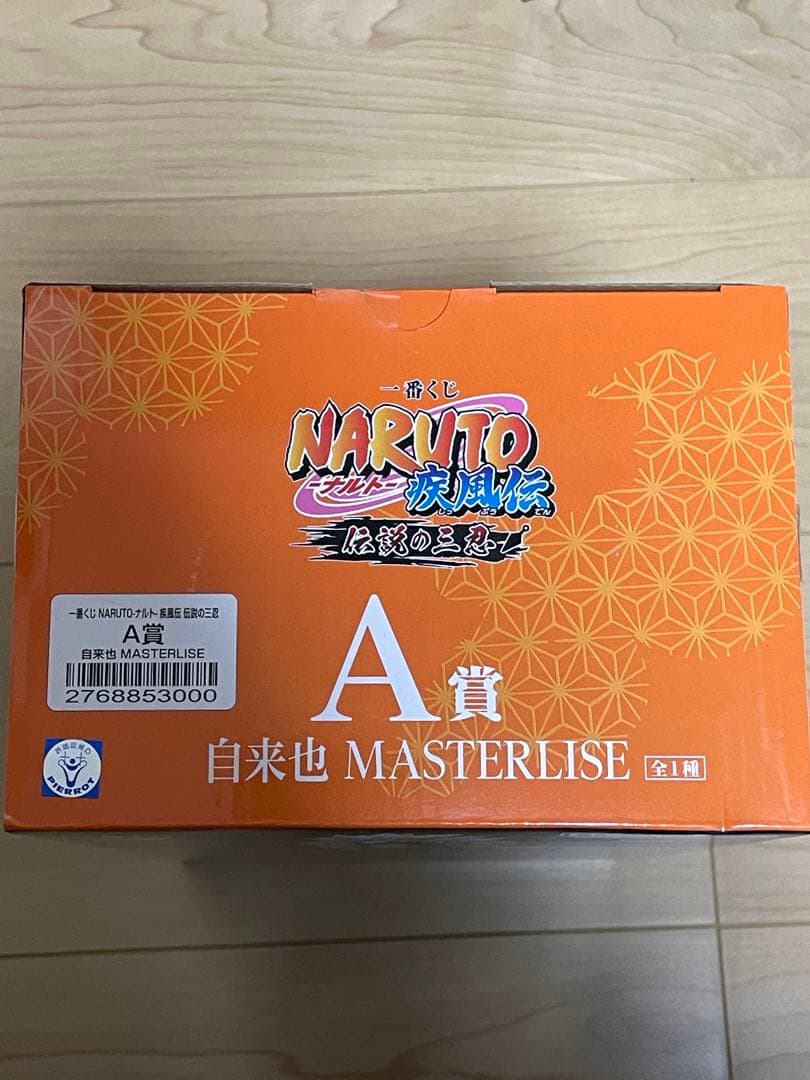 一番くじ
NARUTO
-ナルト-
疾風伝
しっ ぷう でん
伝説の三忍
一番くじ NARUTO-ナルト- 疾風伝 伝説の三忍
A賞
自来也 MASTERLISE
2768853000
A賞
自来也 MASTERLISE 全1種
PIERROT